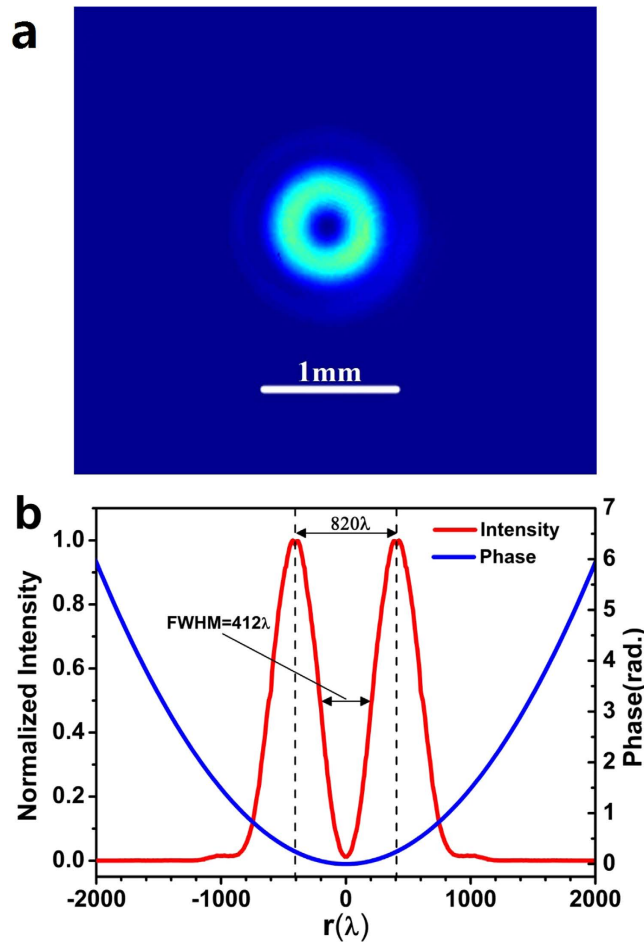 a
1mm
b
820λ
Intensity
Phase
FWHM=412λ
Normalized Intensity
1.0
0.8
0.6
0.4
0.2
0.0
7
6
5
4
3
2
1
0
Phase(rad.)
-2000
-1000
0
1000
2000
r(λ)